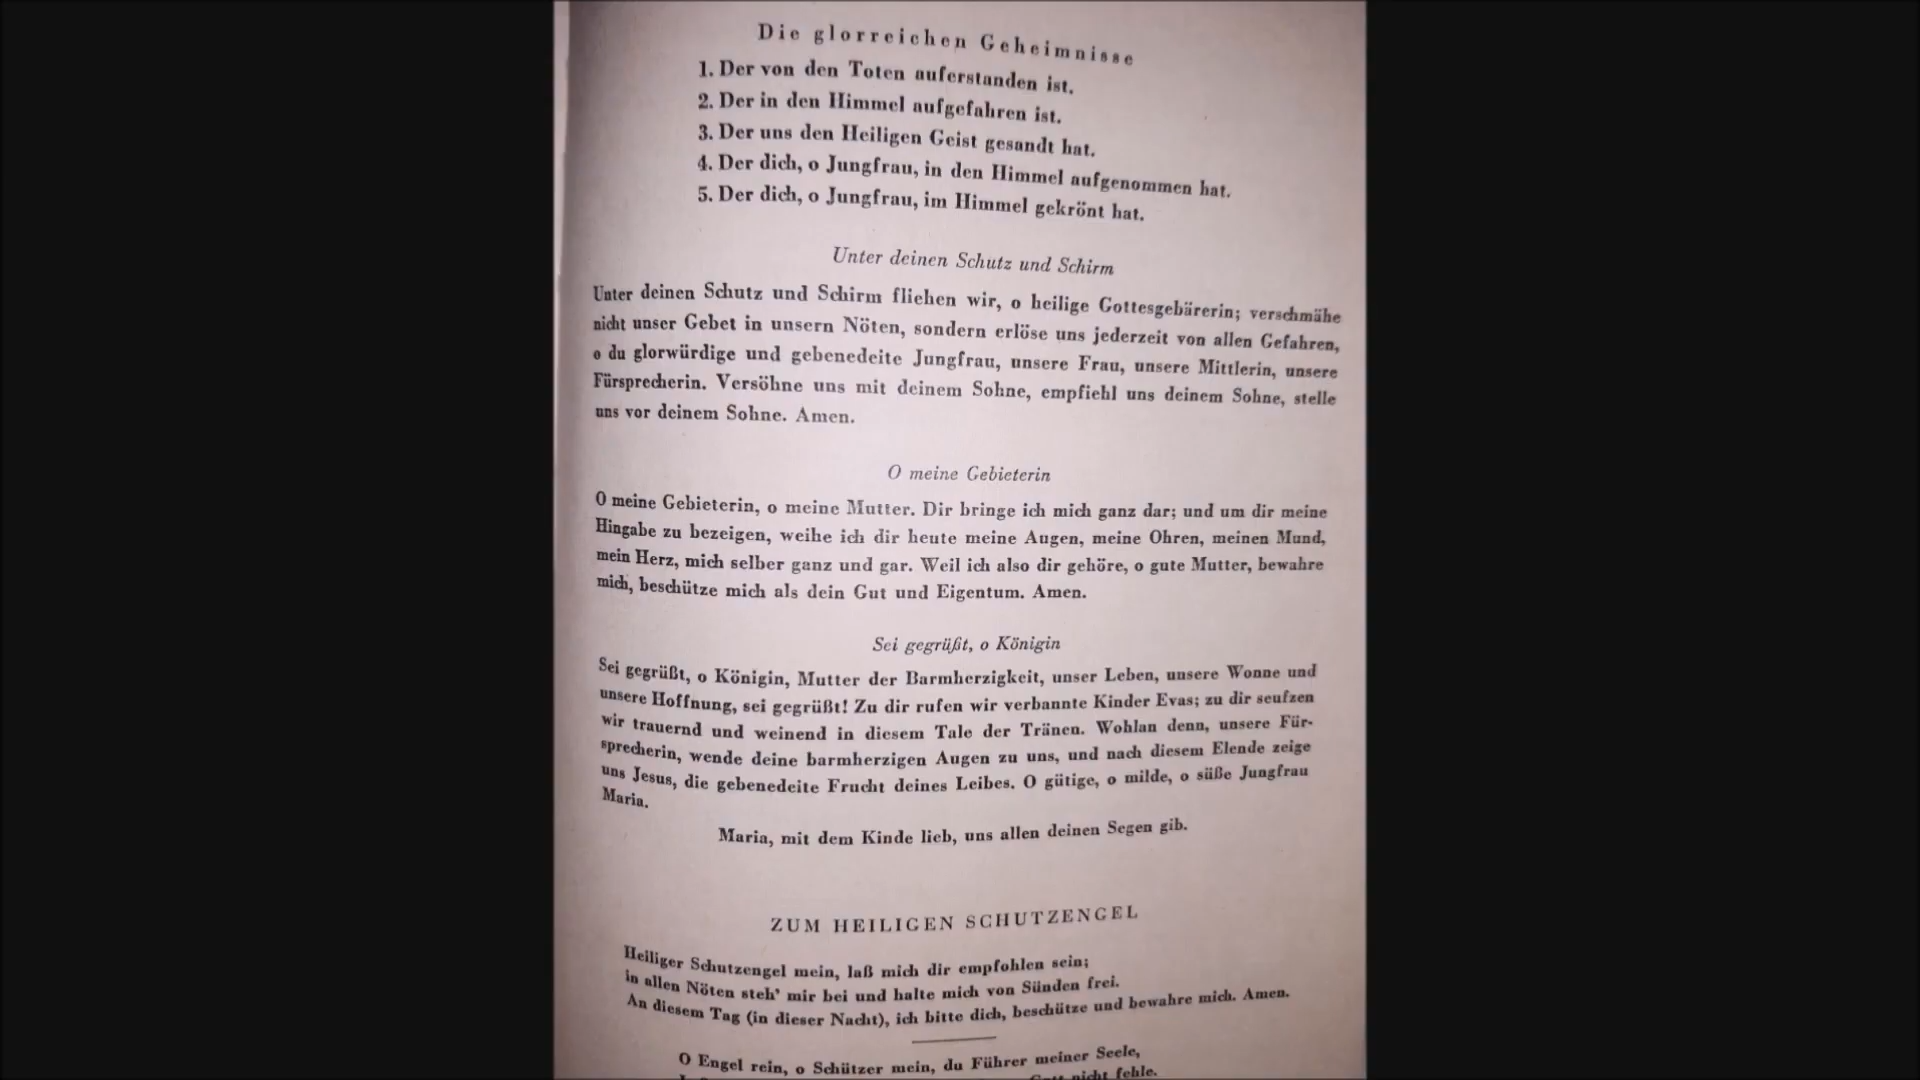 Die glorreichen Geheimnisse
1. Der von den Toten auferstanden ist.
2. Der in den Himmel aufgefahren ist.
3. Der uns den Heiligen Geist gesandt hat.
4. Der dich, o Jungfrau, in den Himmel aufgenommen hat.
5. Der dich, o Jungfrau, im Himmel gekrönt hat.
Unter deinen Schutz und Schirm
Unter deinen Schutz und Schirm fliehen wir, o heilige Gottesgebärerin; verschmähe
nicht unser Gebet in unsern Nöten, sondern erlöse uns jederzeit von allen Gefahren,
o du glorwürdige und gebenedeite Jungfrau, unsere Frau, unsere Mittlerin, unsere
Fürsprecherin. Versöhne uns mit deinem Sohne, empfiehl uns deinem Sohne, stelle
uns vor deinem Sohne. Amen.
O meine Gebieterin
O meine Gebieterin, o meine Mutter. Dir bringe ich mich ganz dar; und um dir meine
Hingabe zu bezeigen, weihe ich dir heute meine Augen, meine Ohren, meinen Mund,
mein Herz, mich selber ganz und gar. Weil ich also dir gehöre, o gute Mutter, bewahre
mich, beschütze mich als dein Gut und Eigentum. Amen.
Sei gegrüßt, o Königin
Sei gegrüßt, o Königin, Mutter der Barmherzigkeit, unser Leben, unsere Wonne und
unsere Hoffnung, sei gegrüßt! Zu dir rufen wir verbannte Kinder Evas; zu dir seufzen
wir trauernd und weinend in diesem Tale der Tränen. Wohlan denn, unsere Für-
sprecherin, wende deine barmherzigen Augen zu uns, und nach diesem Elende zeige
uns Jesus, die gebenedeite Frucht deines Leibes. O gütige, o milde, o süße Jungfrau
Maria.
Maria, mit dem Kinde lieb, uns allen deinen Segen gib.
ZUM HEILIGEN SCHUTZENGEL
Heiliger Schutzengel mein, laß mich dir empfohlen sein;
in allen Nöten steh' mir bei und halte mich von Sünden frei.
An diesem Tag (in dieser Nacht), ich bitte dich, beschütze und bewahre mich. Amen.
O Engel rein, o Schützer mein, du Führer meiner Seele,
Gott nicht fehle.